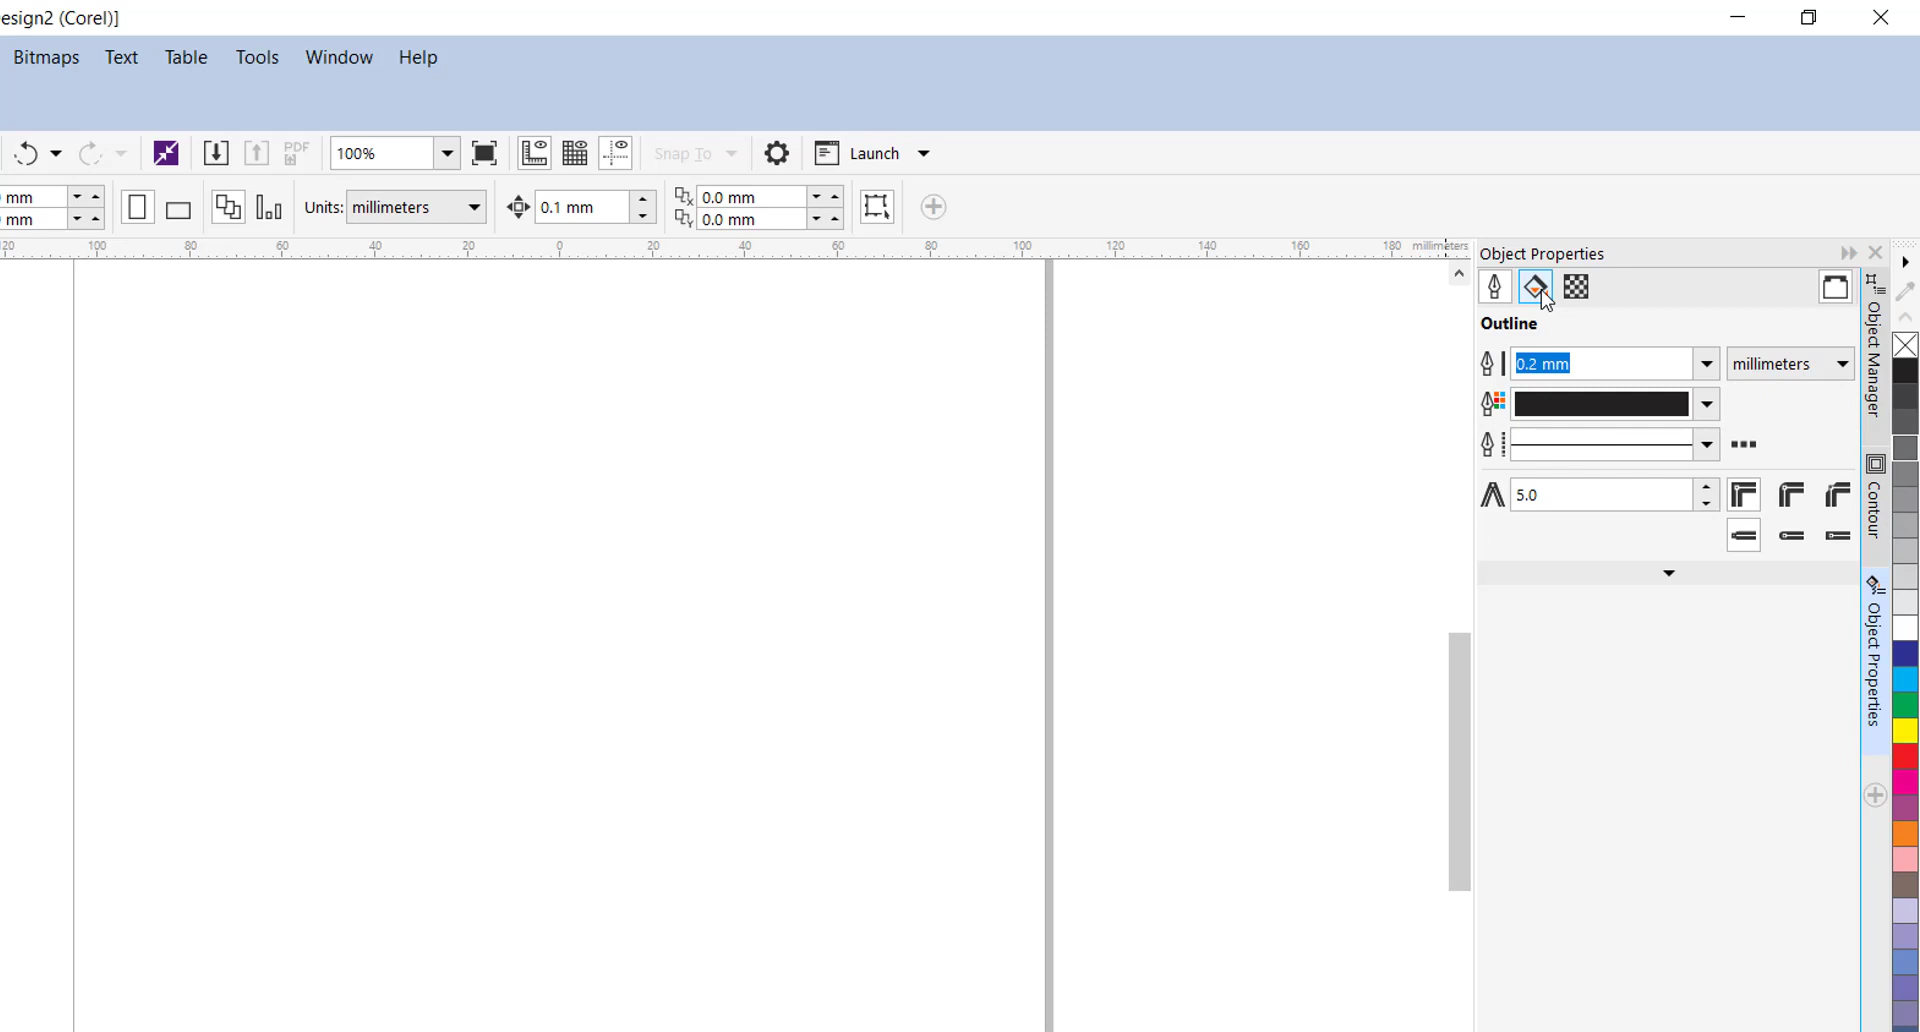 esign2 (Corel)]
Bitmaps Text Table Tools Window Help
PDF 100% Snap To Launch
mm
mm
Units: millimeters 0.1 mm 0.0 mm
0.0 mm
20 100 80 60 40 20 0 20 40 60 80 100 120 140 160 180 millimeters
Object Properties
Outline
0.2 mm millimeters
5.0
Object Manager
Contour
Object Properties